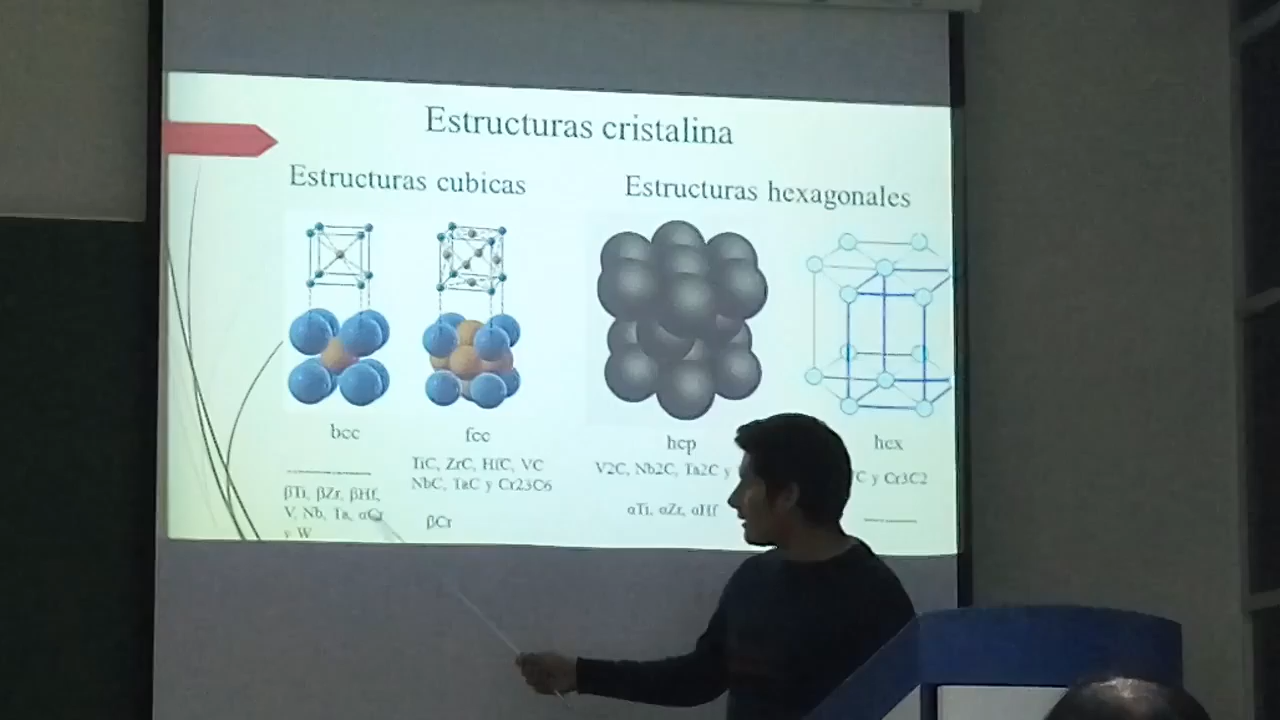 Estructuras cristalina
Estructuras cubicas
Estructuras hexagonales
bcc
fcc
hcp
hex
TiC, ZrC, HfC, VC
NbC, TaC y Cr23C6
V2C, Nb2C, Ta2C y
C y Cr3C2
βTi, βZr, βHf,
V, Nb, Ta, αCr
y W
βCr
αTi, αZr, αHf